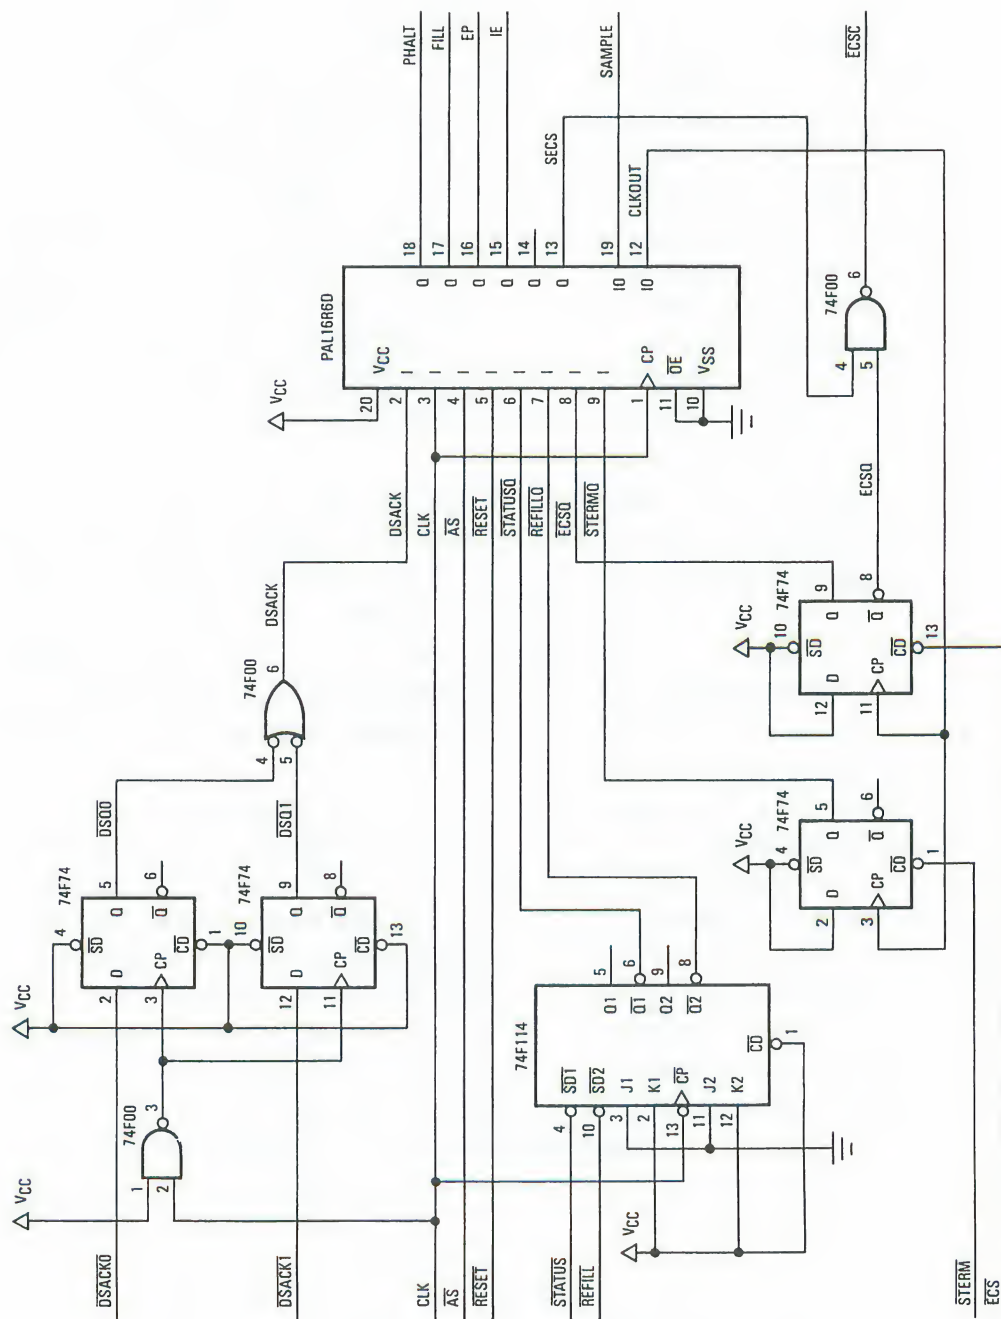 PHALT
FILL
EP
IE
SAMPLE
ECSC
SECS
CLKOUT
18
17
16
15
14
13
19
12
Q
Q
Q
Q
Q
Q
IO
IO
PAL16R6D
VCC
I
I
I
I
I
I
I
I
CP
OE
VSS
20
2
3
4
5
6
7
8
9
1
11
10
VCC
74F00
4
5
6
DSACK
CLK
AS
RESET
STATUSQ
REFILLQ
ECSQ
STERMQ
ECSQ
DSACK
74F00
4
5
6
DSQ0
DSQ1
VCC
74F74
4
SD
2
D
Q
5
3
CP
Q
6
CD
1
74F74
10
SD
12
D
Q
9
11
CP
Q
8
CD
13
VCC
74F74
4
SD
2
D
Q
5
3
CP
Q
6
CD
1
VCC
74F74
10
SD
12
D
Q
9
11
CP
Q
8
CD
13
VCC
74F00
1
2
3
74F114
4
SD1
10
SD2
3
J1
2
K1
13
CP
11
J2
12
K2
Q1
5
Q1
6
Q2
9
Q2
8
CD
1
VCC
DSACK0
DSACK1
CLK
AS
RESET
STATUS
REFILL
STERM
ECS